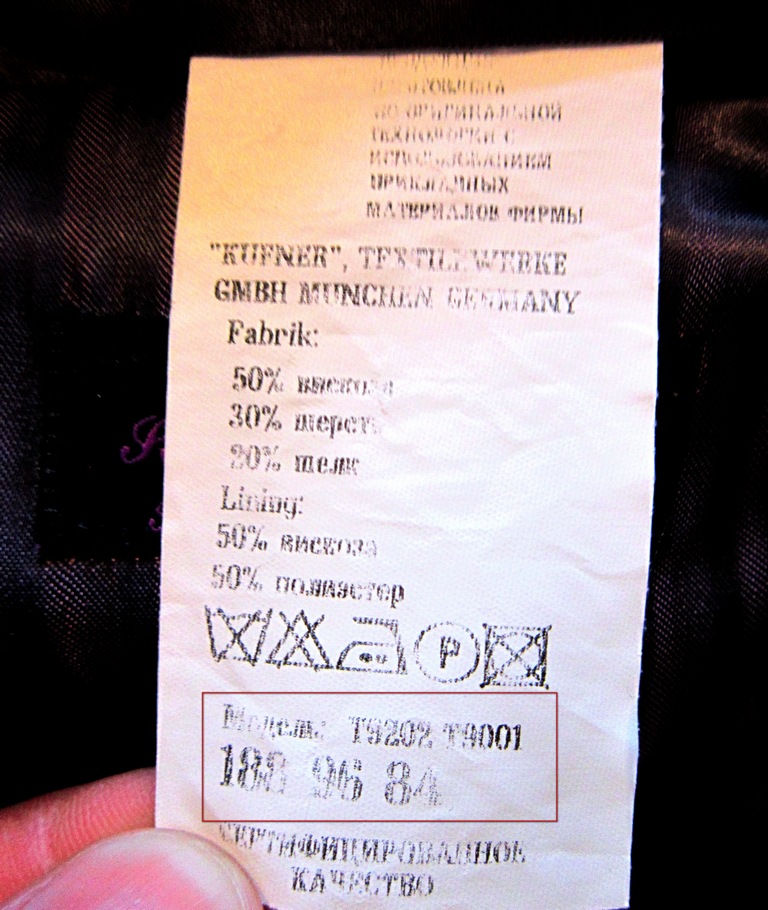 ИЗГОТОВЛЕНА
ПО ОРИГИНАЛЬНОЙ
ТЕХНОЛОГИИ С
ИСПОЛЬЗОВАНИЕМ
ПРИКЛАДНЫХ
МАТЕРИАЛОВ ФИРМЫ
"KUFNER", TEXTILEWERKE
GMBH MUNCHEN GERMANY
Fabrik:
50% вискоза
30% шерсть
20% шелк
Lining:
50% вискоза
50% полиэстер
P
Модель: T9202 T9001
188 96 84
СЕРТИФИЦИРОВАННОЕ
КАЧЕСТВО